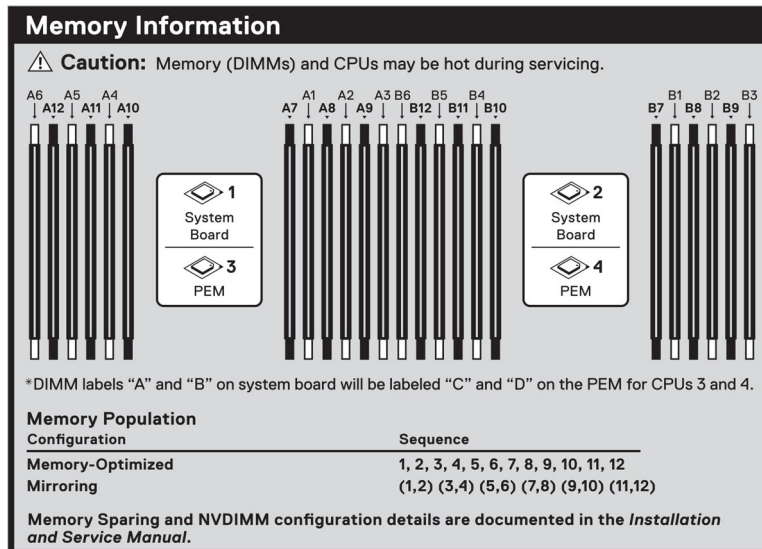 Memory Information
Caution: Memory (DIMMs) and CPUs may be hot during servicing.
A6 A5 A4 A1 A2 A3 B6 B5 B4 B1 B2 B3
A12 A11 A10 A7 A8 A9 B12 B11 B10 B7 B8 B9
1
System
Board
3
PEM
2
System
Board
4
PEM
*DIMM labels “A” and “B” on system board will be labeled “C” and “D” on the PEM for CPUs 3 and 4.
Memory Population
Configuration Sequence
Memory-Optimized 1, 2, 3, 4, 5, 6, 7, 8, 9, 10, 11, 12
Mirroring (1,2) (3,4) (5,6) (7,8) (9,10) (11,12)
Memory Sparing and NVDIMM configuration details are documented in the Installation
and Service Manual.